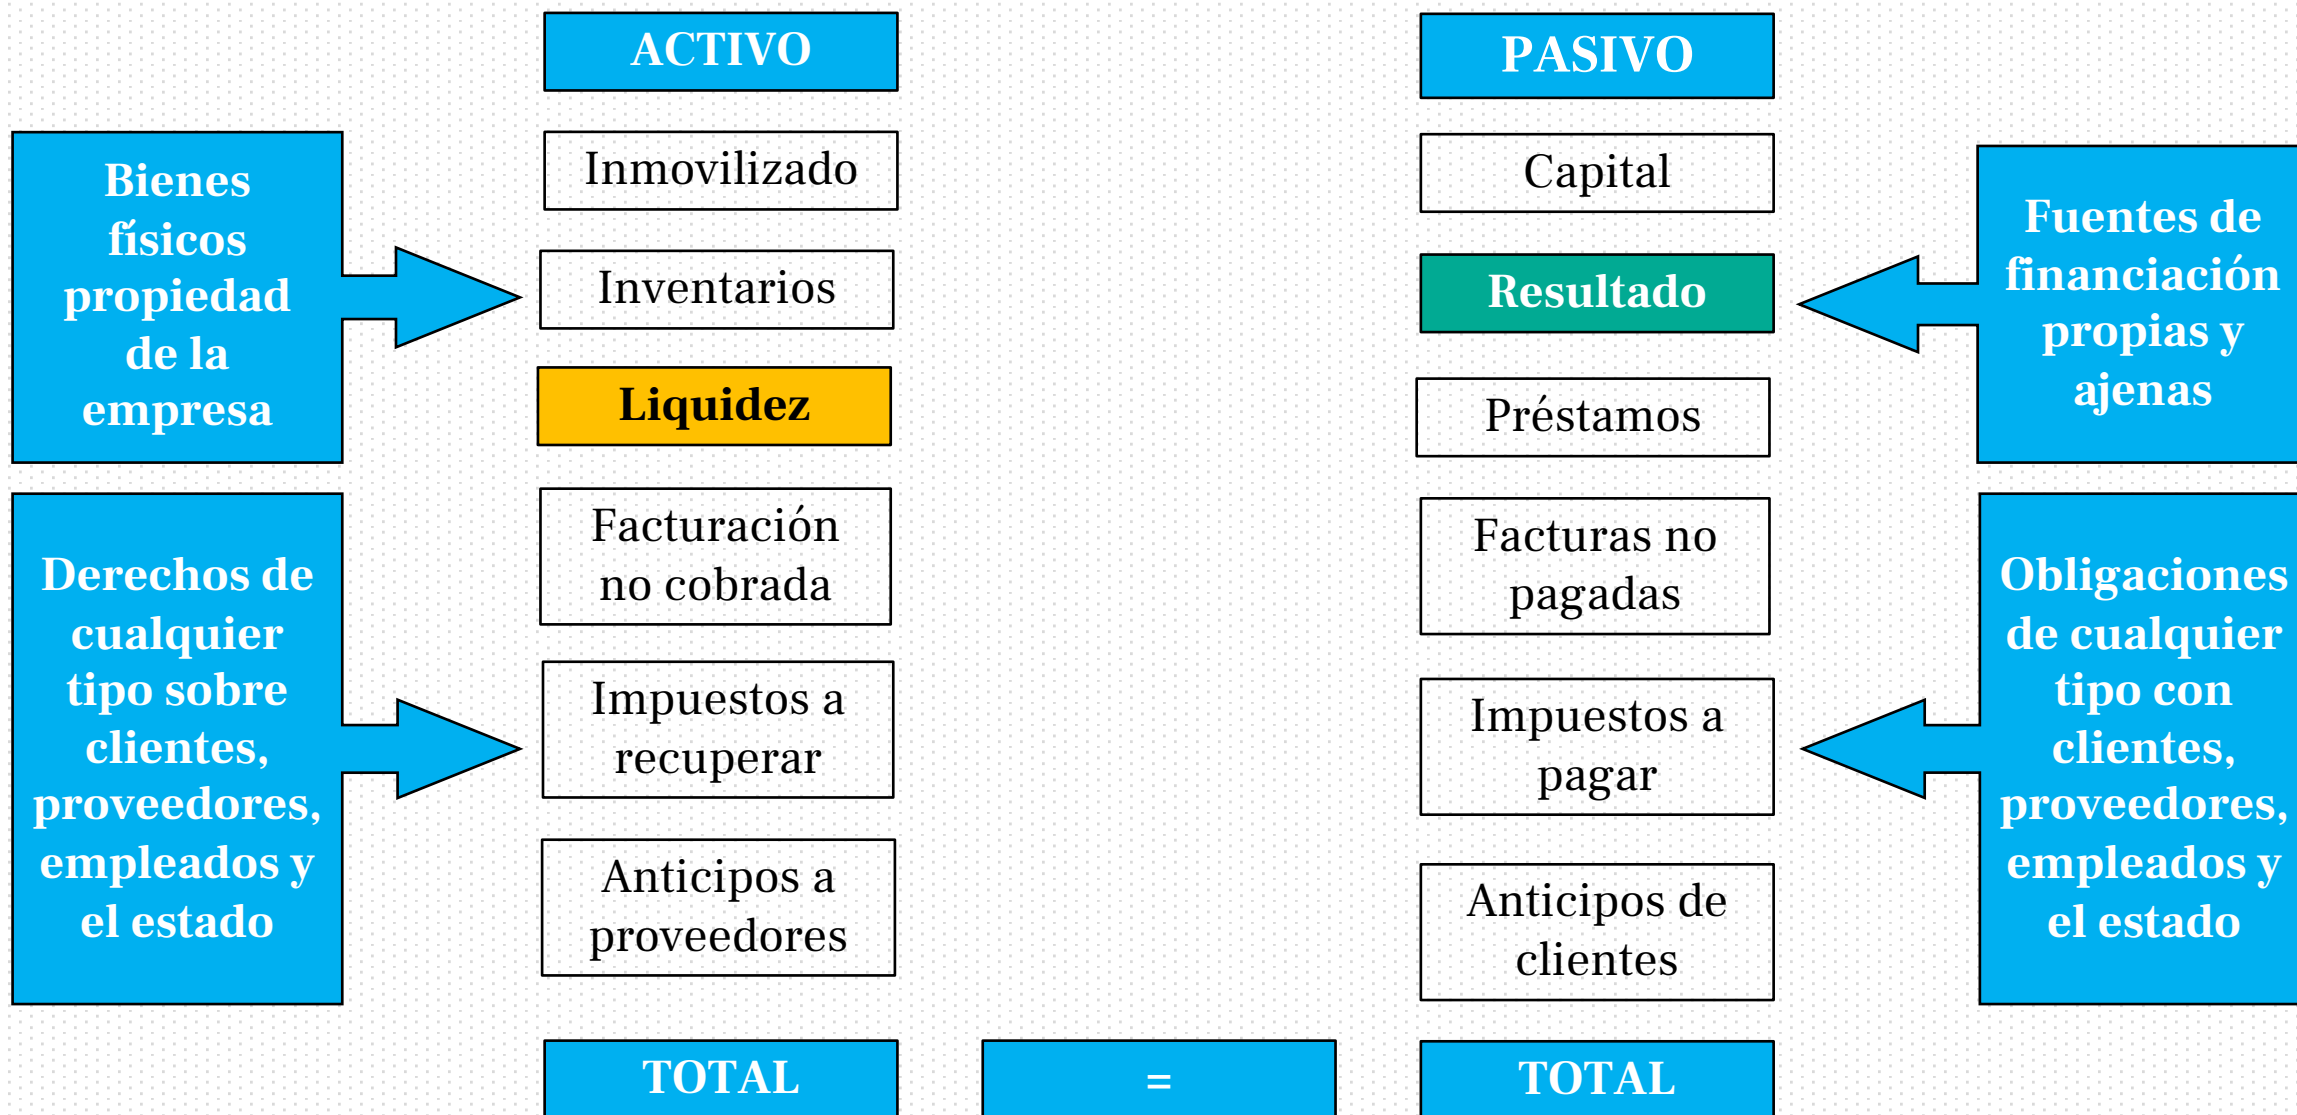 ACTIVO
PASIVO
Bienes
físicos
propiedad
de la
empresa
Inmovilizado
Inventarios
Liquidez
Capital
Resultado
Préstamos
Fuentes de
financiación
propias y
ajenas
Derechos de
cualquier
tipo sobre
clientes,
proveedores,
empleados y
el estado
Facturación
no cobrada
Impuestos a
recuperar
Anticipos a
proveedores
Facturas no
pagadas
Impuestos a
pagar
Anticipos de
clientes
Obligaciones
de cualquier
tipo con
clientes,
proveedores,
empleados y
el estado
TOTAL
=
TOTAL